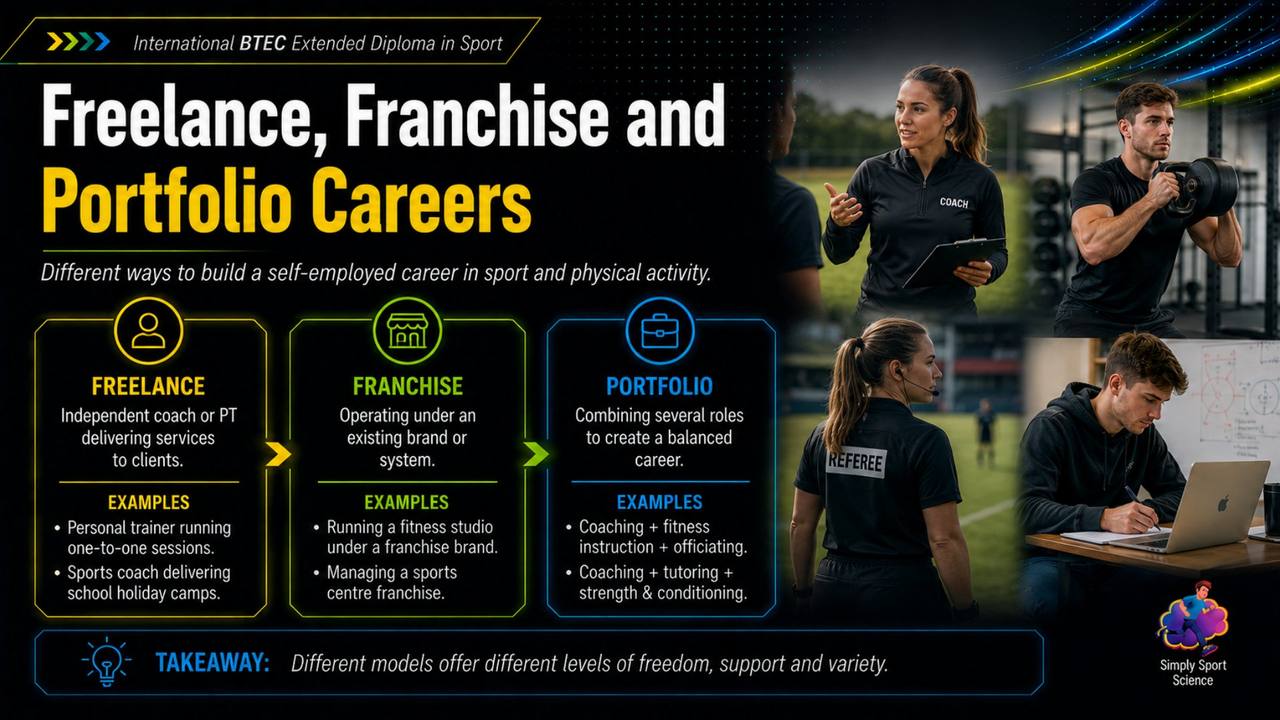 International BTEC Extended Diploma in Sport
Freelance, Franchise and
Portfolio Careers
Different ways to build a self-employed career in sport and physical activity.
FREELANCE
Independent coach or PT
delivering services
to clients.
EXAMPLES
• Personal trainer running
one-to-one sessions.
• Sports coach delivering
school holiday camps.
FRANCHISE
Operating under an
existing brand or
system.
EXAMPLES
• Running a fitness studio
under a franchise brand.
• Managing a sports
centre franchise.
PORTFOLIO
Combining several roles
to create a balanced
career.
EXAMPLES
• Coaching + fitness
instruction + officiating.
• Coaching + tutoring +
strength & conditioning.
COACH
REFEREE
TAKEAWAY: Different models offer different levels of freedom, support and variety.
Simply Sport
Science